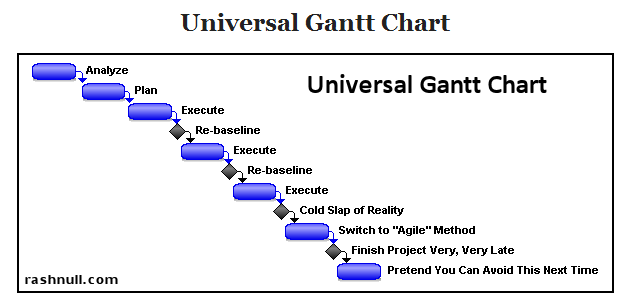 Universal Gantt Chart
Universal Gantt Chart
Analyze
Plan
Execute
Re-baseline
Execute
Re-baseline
Execute
Cold Slap of Reality
Switch to "Agile" Method
Finish Project Very, Very Late
Pretend You Can Avoid This Next Time
rashnull.com